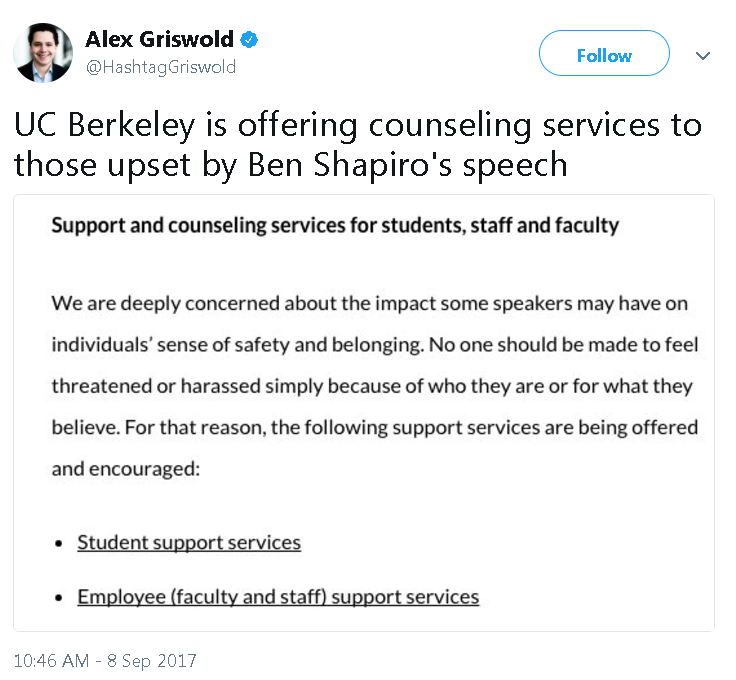 Alex Griswold
@HashtagGriswold
Follow
UC Berkeley is offering counseling services to
those upset by Ben Shapiro's speech
Support and counseling services for students, staff and faculty
We are deeply concerned about the impact some speakers may have on
individuals’ sense of safety and belonging. No one should be made to feel
threatened or harassed simply because of who they are or for what they
believe. For that reason, the following support services are being offered
and encouraged:
• Student support services
• Employee (faculty and staff) support services
10:46 AM - 8 Sep 2017